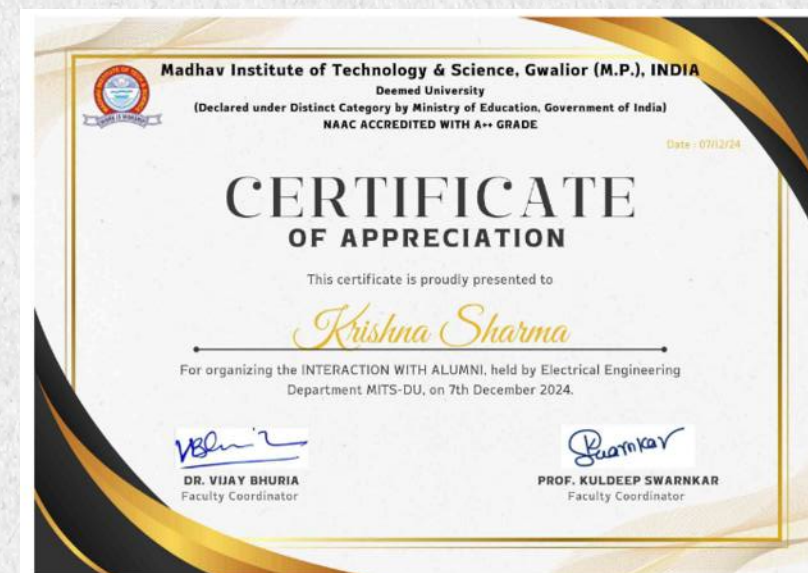 Madhav Institute of Technology & Science, Gwalior (M.P.), INDIA
Deemed University
(Declared under Distinct Category by Ministry of Education, Government of India)
NAAC ACCREDITED WITH A++ GRADE
Date : 07/12/24
CERTIFICATE
OF APPRECIATION
This certificate is proudly presented to
Krishna Sharma
For organizing the INTERACTION WITH ALUMNI, held by Electrical Engineering
Department MITS-DU, on 7th December 2024.
DR. VIJAY BHURIA
Faculty Coordinator
PROF. KULDEEP SWARNKAR
Faculty Coordinator